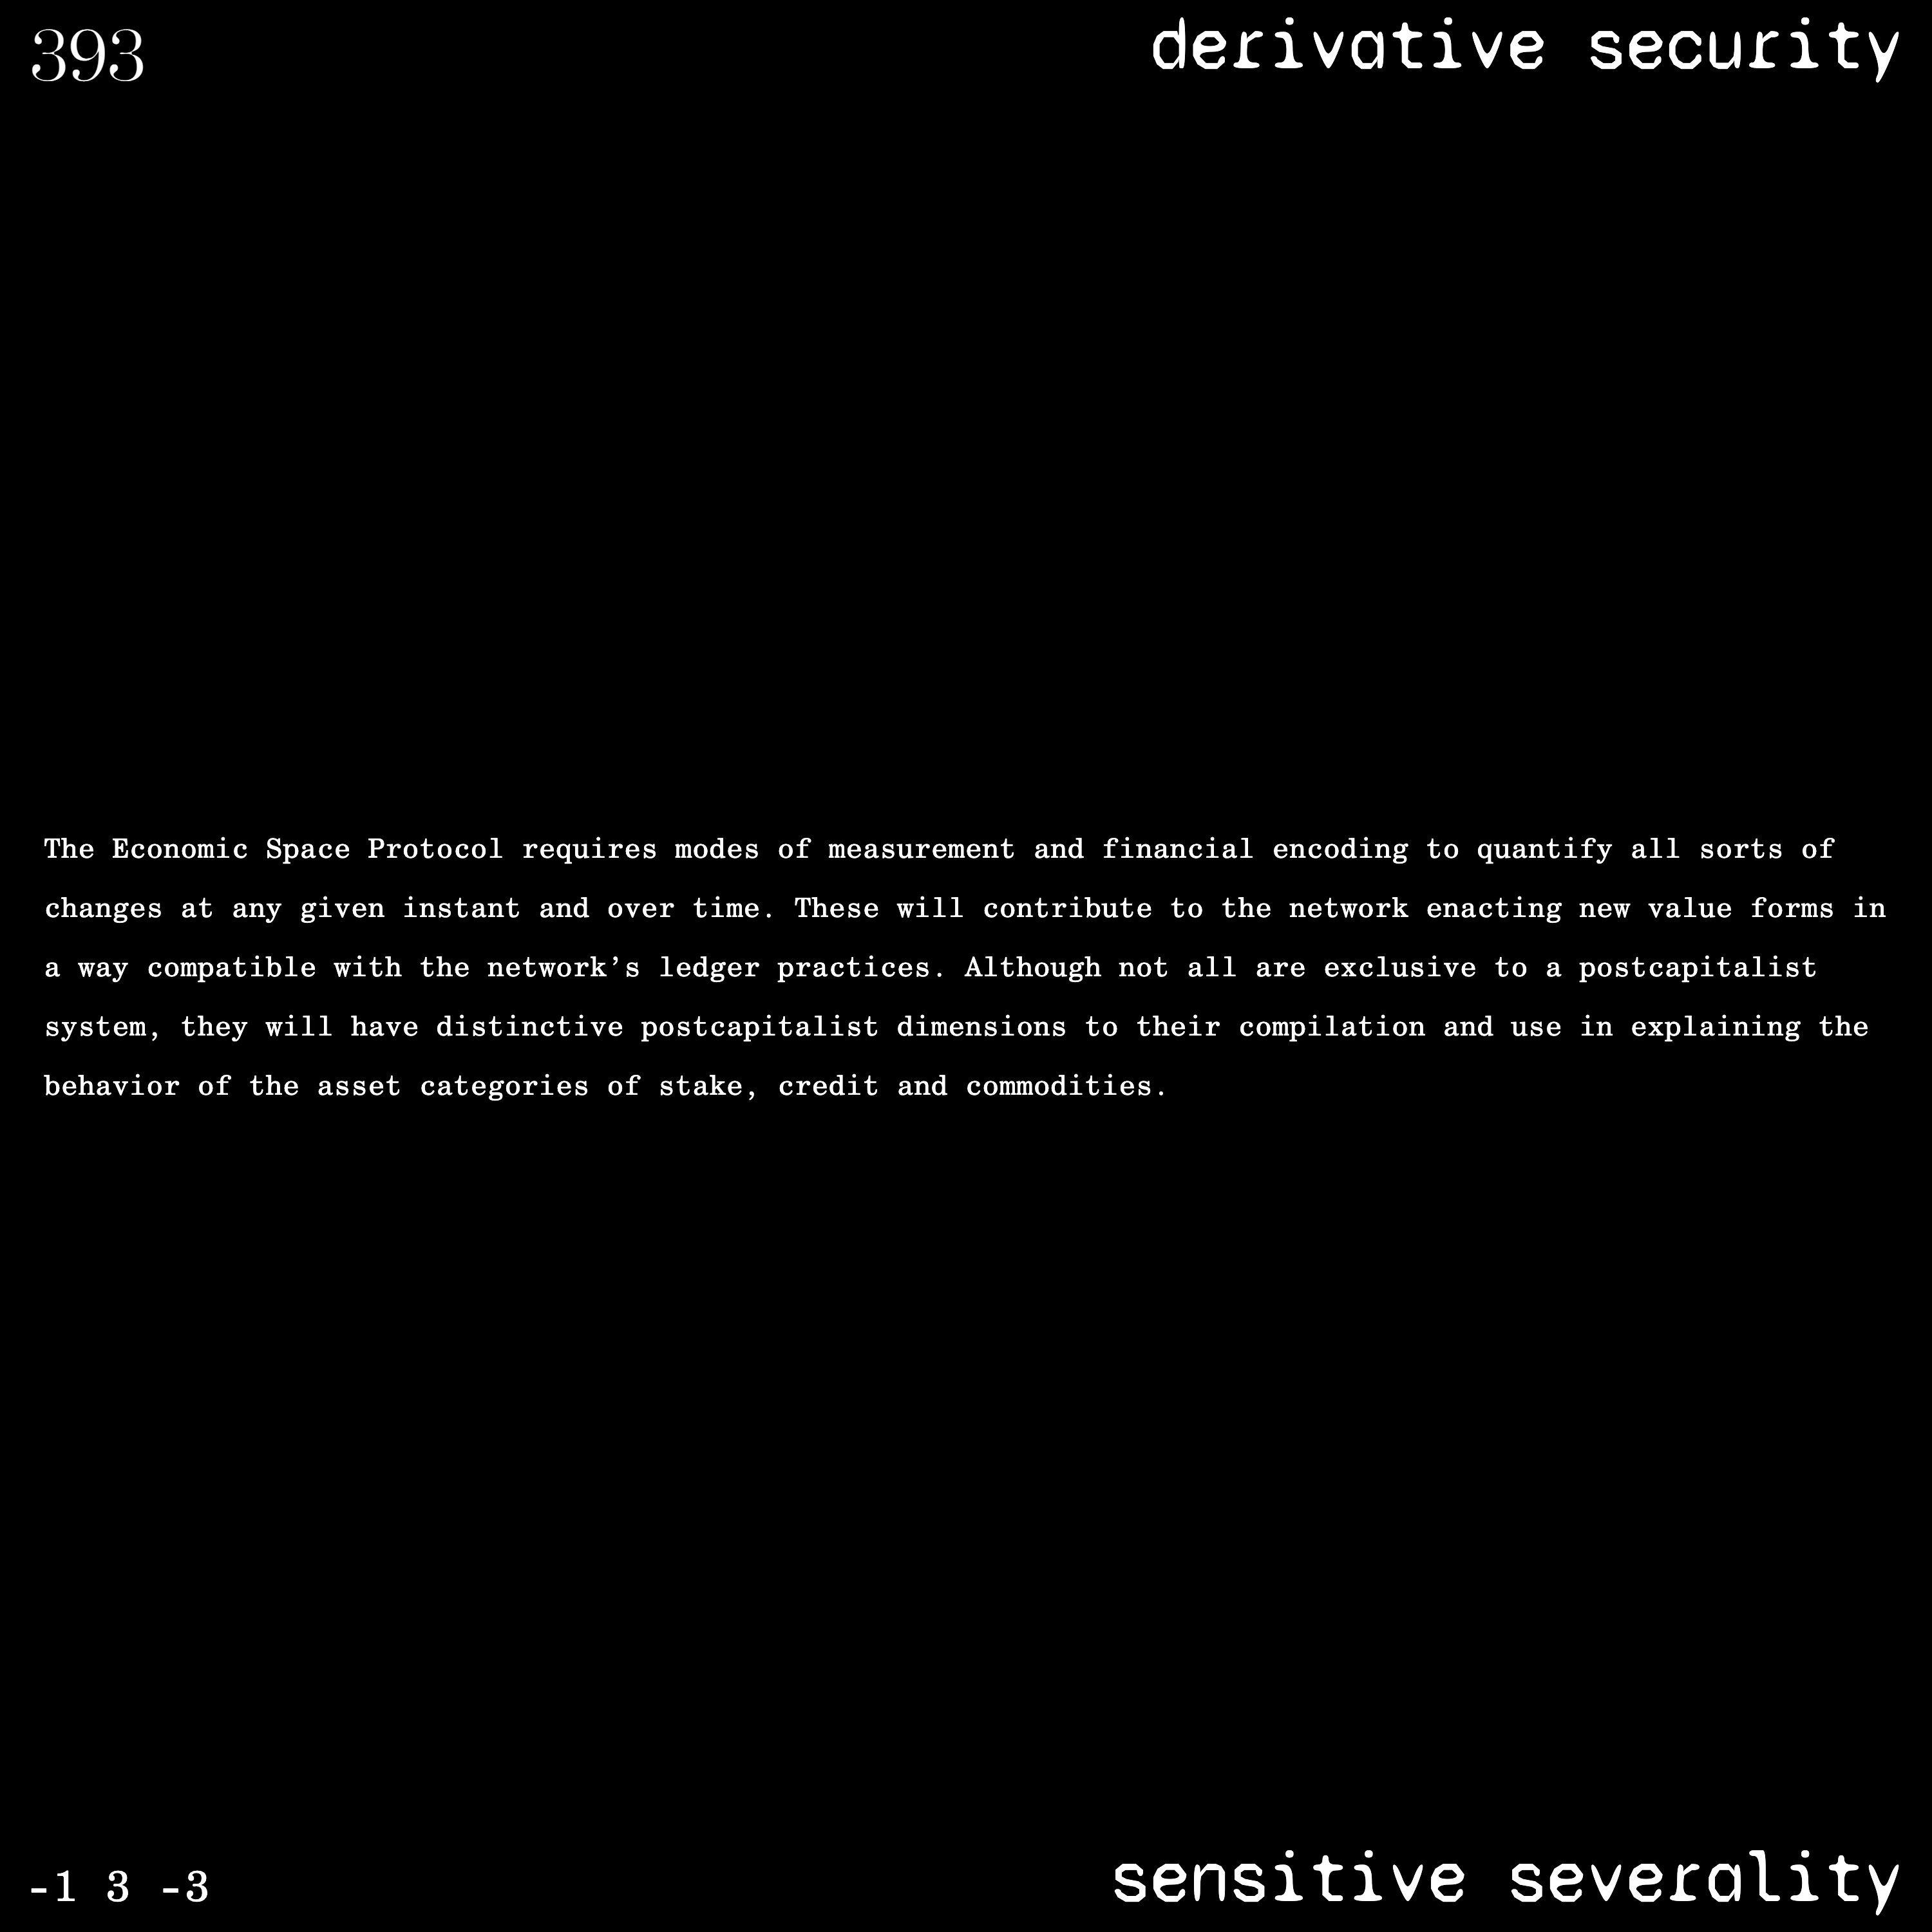 393
derivative security
The Economic Space Protocol requires modes of measurement and financial encoding to quantify all sorts of
changes at any given instant and over time. These will contribute to the network enacting new value forms in
a way compatible with the network’s ledger practices. Although not all are exclusive to a postcapitalist
system, they will have distinctive postcapitalist dimensions to their compilation and use in explaining the
behavior of the asset categories of stake, credit and commodities.
-1 3 -3
sensitive severality